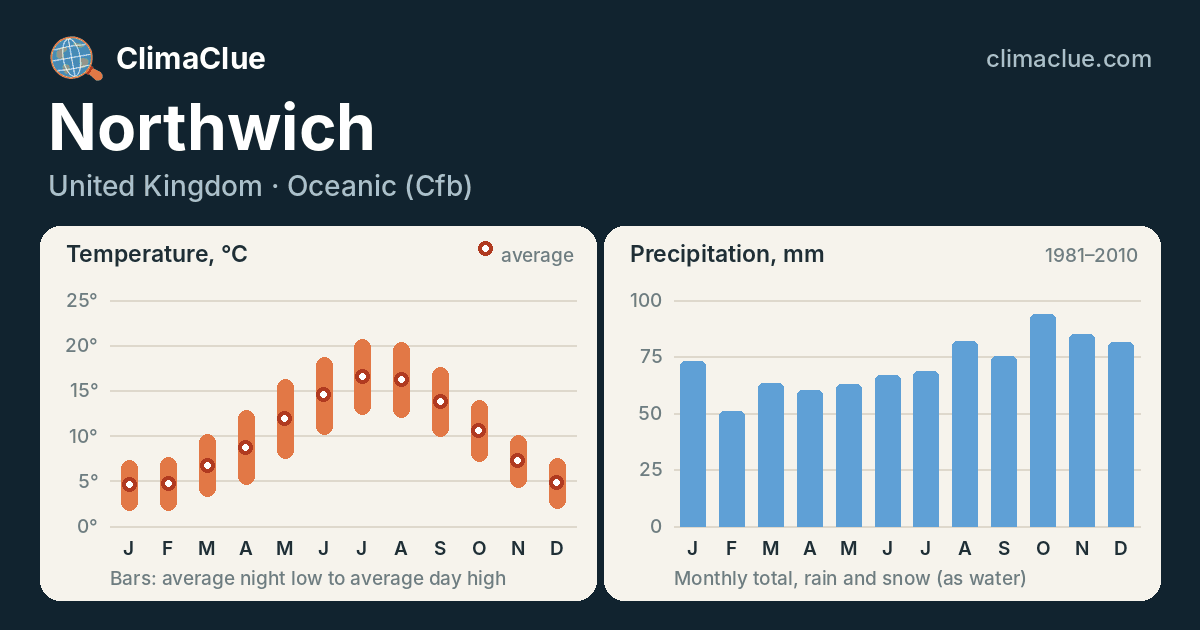 ClimaClue
climaclue.com
Northwich
United Kingdom · Oceanic (Cfb)
Temperature, °C
average
25°
20°
15°
10°
5°
0°
J F M A M J J A S O N D
Bars: average night low to average day high
Precipitation, mm
1981–2010
100
75
50
25
0
J F M A M J J A S O N D
Monthly total, rain and snow (as water)